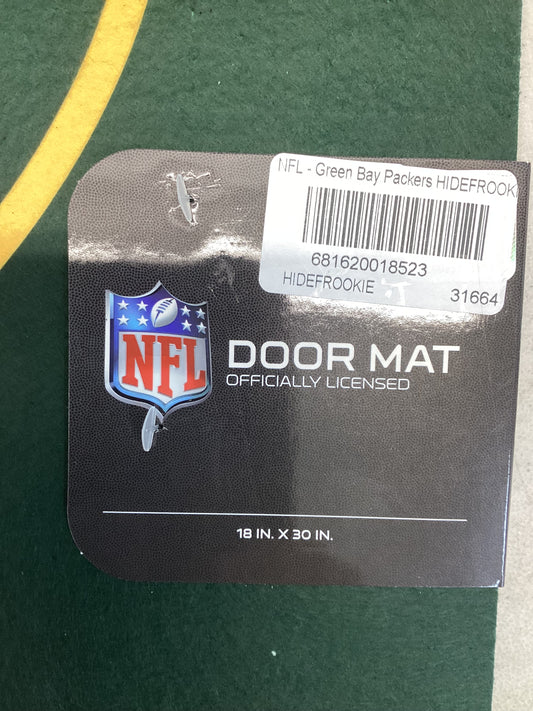 NFL - Green Bay Packers HIDEFROOK
681620018523
HIDEFROOKIE 31664
NFL
DOOR MAT
OFFICIALLY LICENSED
18 IN. X 30 IN.